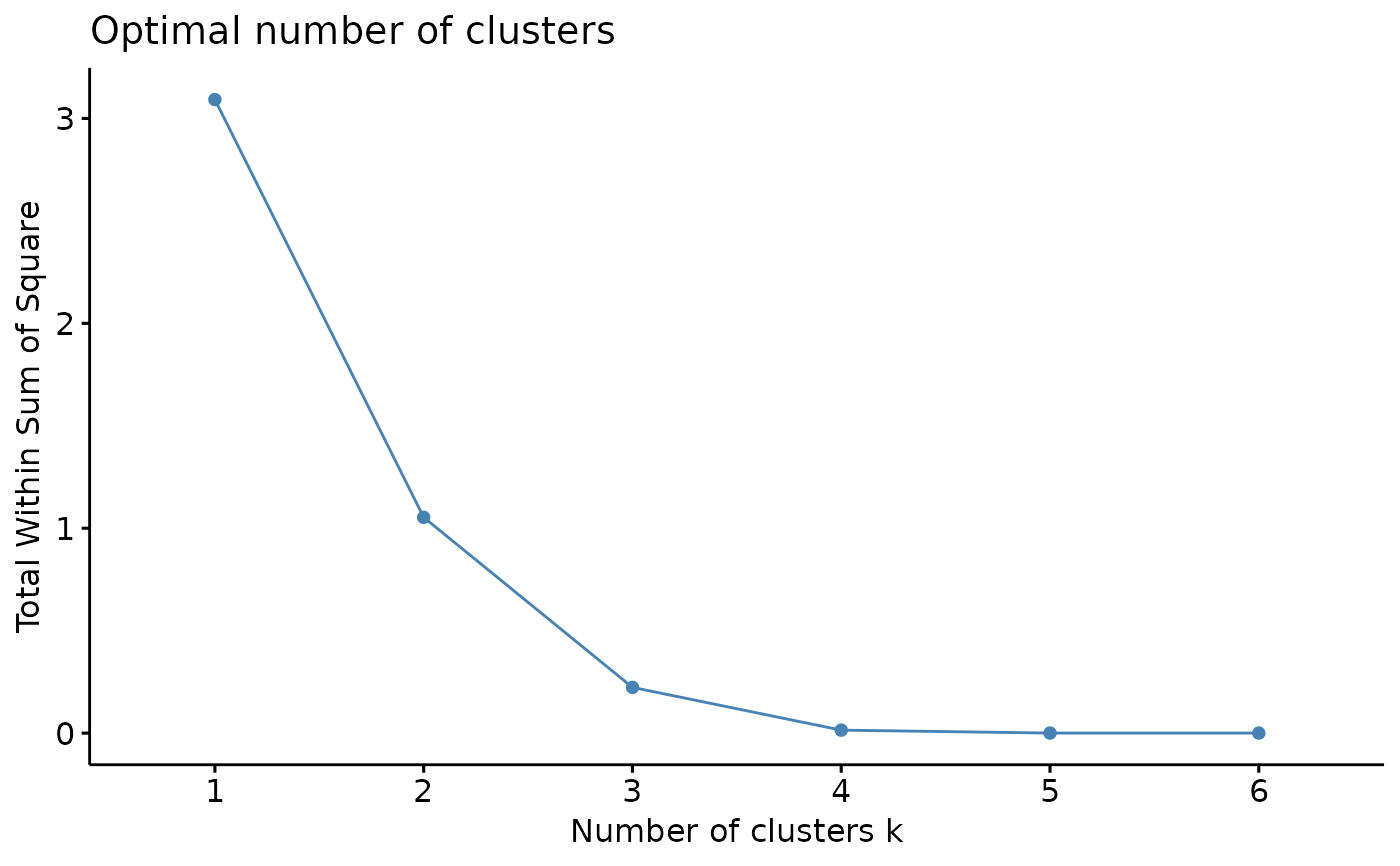 Optimal number of clusters
Total Within Sum of Square
3
2
1
0
1 2 3 4 5 6
Number of clusters k